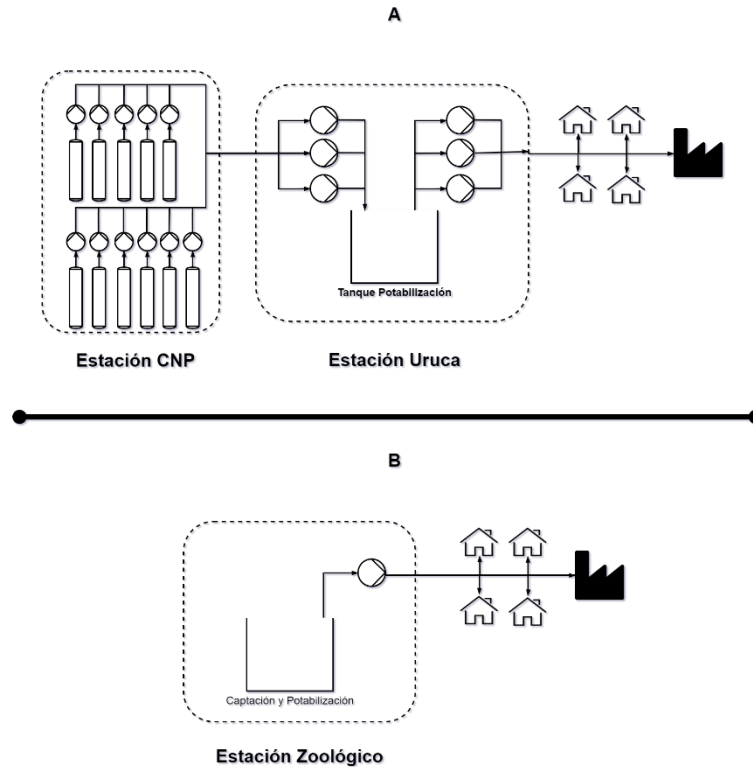 A
Tanque Potabilización
Estación CNP
Estación Uruca
B
Captación y Potabilización
Estación Zoológico